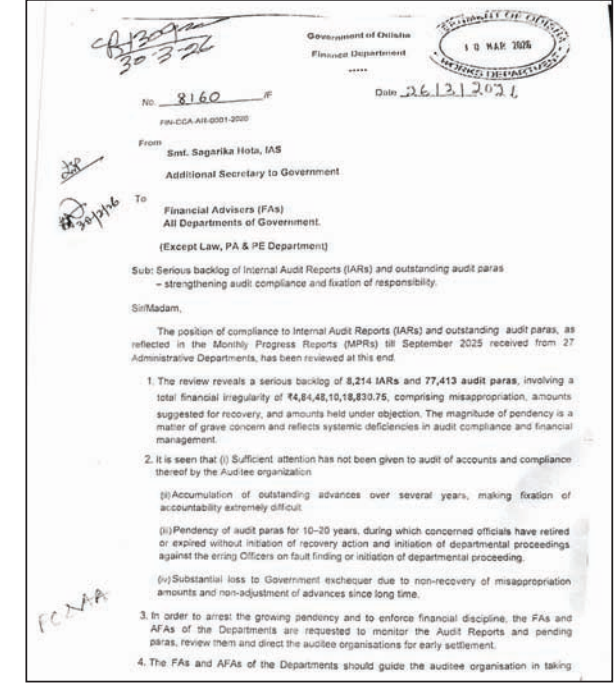 30-3-26
Government of Odisha
Finance Department
*****
GOVERNMENT OF ODISHA
10 MAR 2026
WORKS DEPARTMENT
No. 8160 /F
Date 26/3/202
FIN-CCA-AIR-0001-2020
From
Smt. Sagarika Hota, IAS
Additional Secretary to Government
30/3/26
To
Financial Advisers (FAs)
All Departments of Government.
(Except Law, PA & PE Department)
Sub: Serious backlog of Internal Audit Reports (IARs) and outstanding audit paras
– strengthening audit compliance and fixation of responsibility.
Sir/Madam,
The position of compliance to Internal Audit Reports (IARs) and outstanding audit paras, as
reflected in the Monthly Progress Reports (MPRs) till September 2025 received from 27
Administrative Departments, has been reviewed at this end.
1. The review reveals a serious backlog of 8,214 IARs and 77,413 audit paras, involving a
total financial irregularity of ₹4,84,48,10,18,830.75, comprising misappropriation, amounts
suggested for recovery, and amounts held under objection. The magnitude of pendency is a
matter of grave concern and reflects systemic deficiencies in audit compliance and financial
management.
2. It is seen that (i) Sufficient attention has not been given to audit of accounts and compliance
thereof by the Auditee organization
(ii) Accumulation of outstanding advances over several years, making fixation of
accountability extremely difficult
(iii) Pendency of audit paras for 10–20 years, during which concerned officials have retired
or expired without initiation of recovery action and initiation of departmental proceedings
against the erring Officers on fault finding or initiation of departmental proceeding.
(iv) Substantial loss to Government exchequer due to non-recovery of misappropriation
amounts and non-adjustment of advances since long time.
FCNAA
3. In order to arrest the growing pendency and to enforce financial discipline, the FAs and
AFAs of the Departments are requested to monitor the Audit Reports and pending
paras, review them and direct the auditee organisations for early settlement.
4. The FAs and AFAs of the Departments should guide the auditee organisation in taking